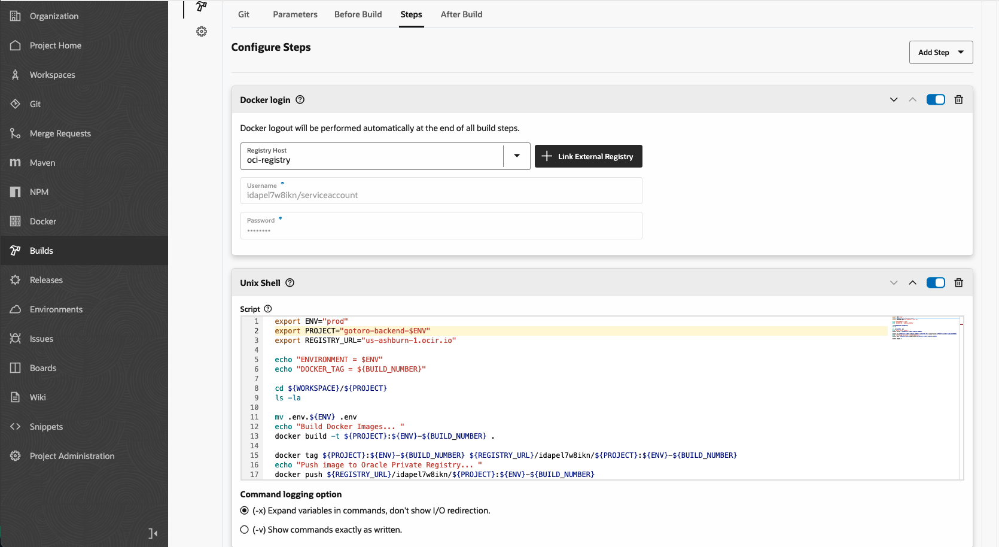 Organization
Project Home
Workspaces
Git
Merge Requests
Maven
NPM
Docker
Builds
Releases
Environments
Issues
Boards
Wiki
Snippets
Project Administration
Git Parameters Before Build Steps After Build
Configure Steps
Add Step
Docker login
Docker logout will be performed automatically at the end of all build steps.
Registry Host
oci-registry
Link External Registry
Username *
idapel7w8ikn/serviceaccount
Password *
••••••••
Unix Shell
Script
1 export ENV="prod"
2 export PROJECT="gotoro-backend-$ENV"
3 export REGISTRY_URL="us-ashburn-1.ocir.io"
4
5 echo "ENVIRONMENT = $ENV"
6 echo "DOCKER_TAG = ${BUILD_NUMBER}"
7
8 cd ${WORKSPACE}/${PROJECT}
9 ls -la
10
11 mv .env.${ENV} .env
12 echo "Build Docker Images... "
13 docker build -t ${PROJECT}:${ENV}-${BUILD_NUMBER} .
14
15 docker tag ${PROJECT}:${ENV}-${BUILD_NUMBER} ${REGISTRY_URL}/idapel7w8ikn/${PROJECT}:${ENV}-${BUILD_NUMBER}
16 echo "Push image to Oracle Private Registry... "
17 docker push ${REGISTRY_URL}/idapel7w8ikn/${PROJECT}:${ENV}-${BUILD_NUMBER}
Command logging option
(-x) Expand variables in commands, don't show I/O redirection.
(-v) Show commands exactly as written.